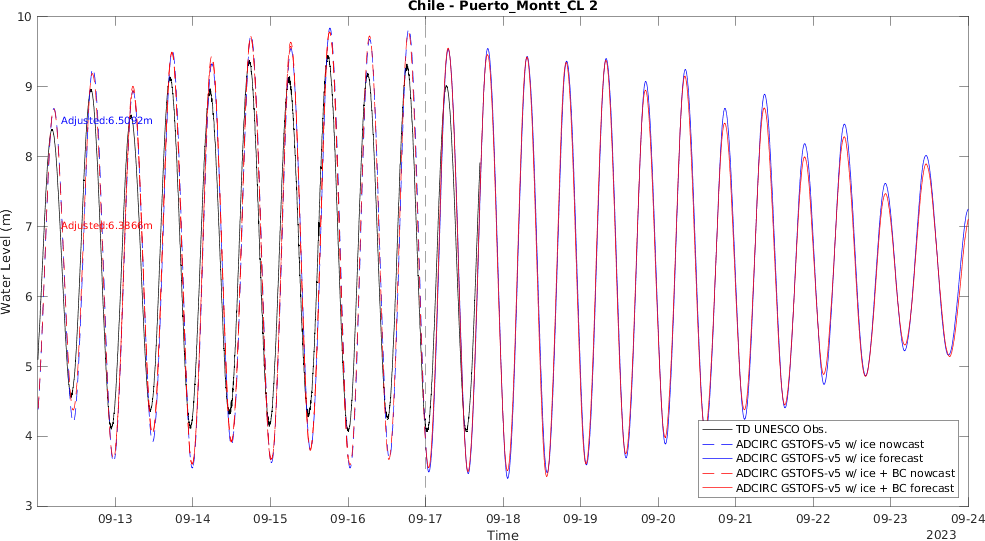 Chile - Puerto_Montt_CL 2
10
9
8
7
6
5
4
3
Water Level (m)
Adjusted:6.5092m
Adjusted:6.3866m
TD UNESCO Obs.
ADCIRC GSTOFS-v5 w/ ice nowcast
ADCIRC GSTOFS-v5 w/ ice forecast
ADCIRC GSTOFS-v5 w/ ice + BC nowcast
ADCIRC GSTOFS-v5 w/ ice + BC forecast
09-13 09-14 09-15 09-16 09-17 09-18 09-19 09-20 09-21 09-22 09-23 09-24
Time
2023